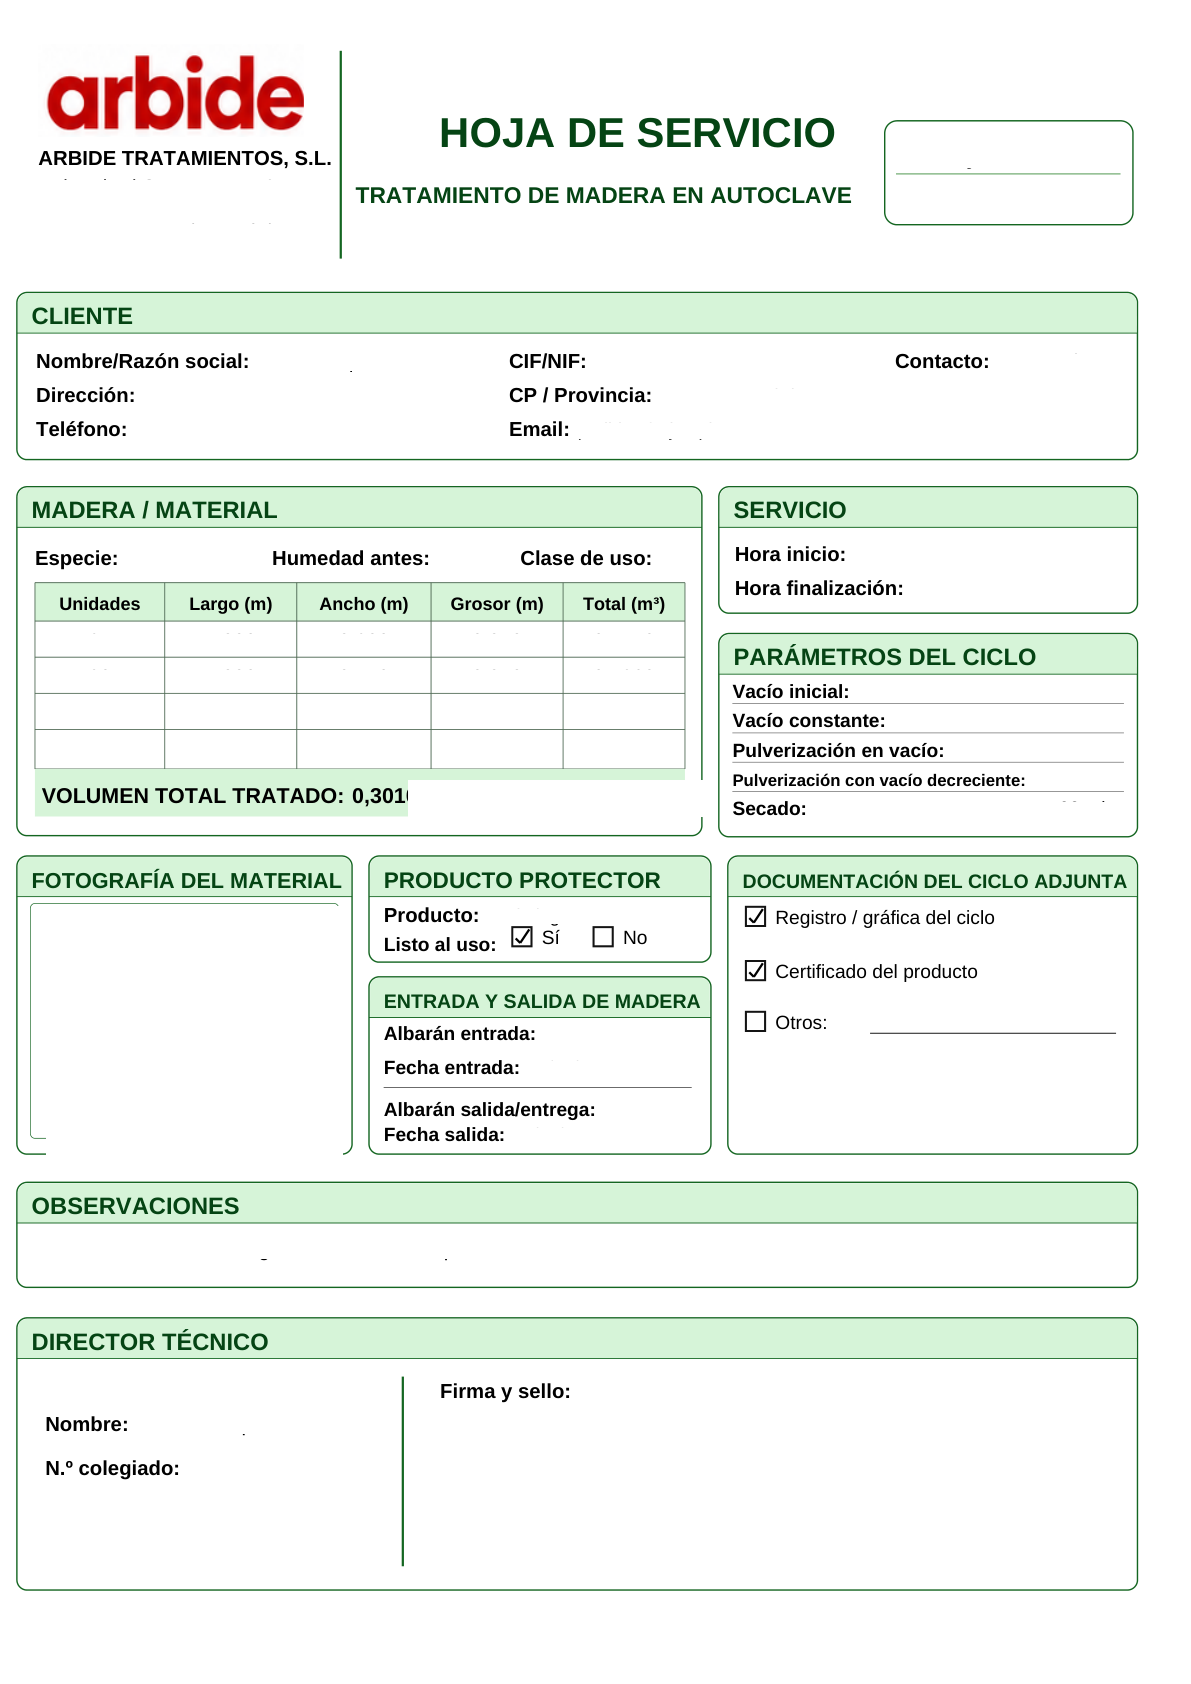 arbide
ARBIDE TRATAMIENTOS, S.L.
HOJA DE SERVICIO
TRATAMIENTO DE MADERA EN AUTOCLAVE
CLIENTE
Nombre/Razón social: CIF/NIF: Contacto:
Dirección: CP / Provincia:
Teléfono: Email:
MADERA / MATERIAL
Especie: Humedad antes: Clase de uso:
Unidades Largo (m) Ancho (m) Grosor (m) Total (m³)
VOLUMEN TOTAL TRATADO: 0,301
SERVICIO
Hora inicio:
Hora finalización:
PARÁMETROS DEL CICLO
Vacío inicial:
Vacío constante:
Pulverización en vacío:
Pulverización con vacío decreciente:
Secado:
FOTOGRAFÍA DEL MATERIAL
PRODUCTO PROTECTOR
Producto:
Listo al uso: Sí No
ENTRADA Y SALIDA DE MADERA
Albarán entrada:
Fecha entrada:
Albarán salida/entrega:
Fecha salida:
DOCUMENTACIÓN DEL CICLO ADJUNTA
Registro / gráfica del ciclo
Certificado del producto
Otros:
OBSERVACIONES
DIRECTOR TÉCNICO
Nombre:
N.º colegiado:
Firma y sello: